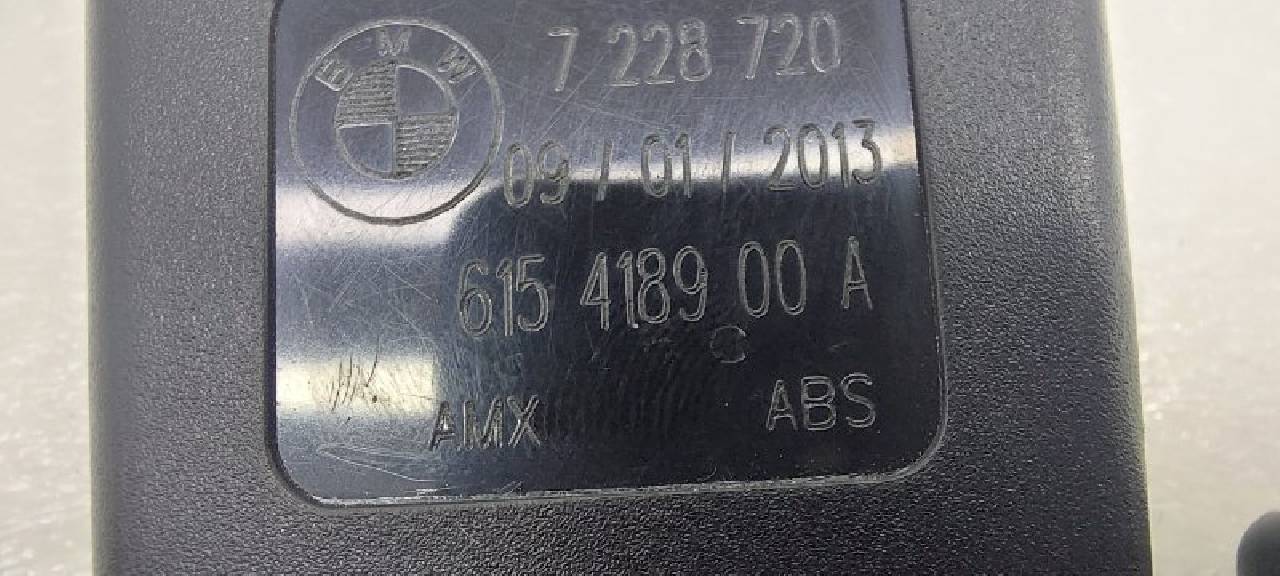 BMW
7 228 720
09 / 01 / 2013
615 4189 00 A
AMX ABS